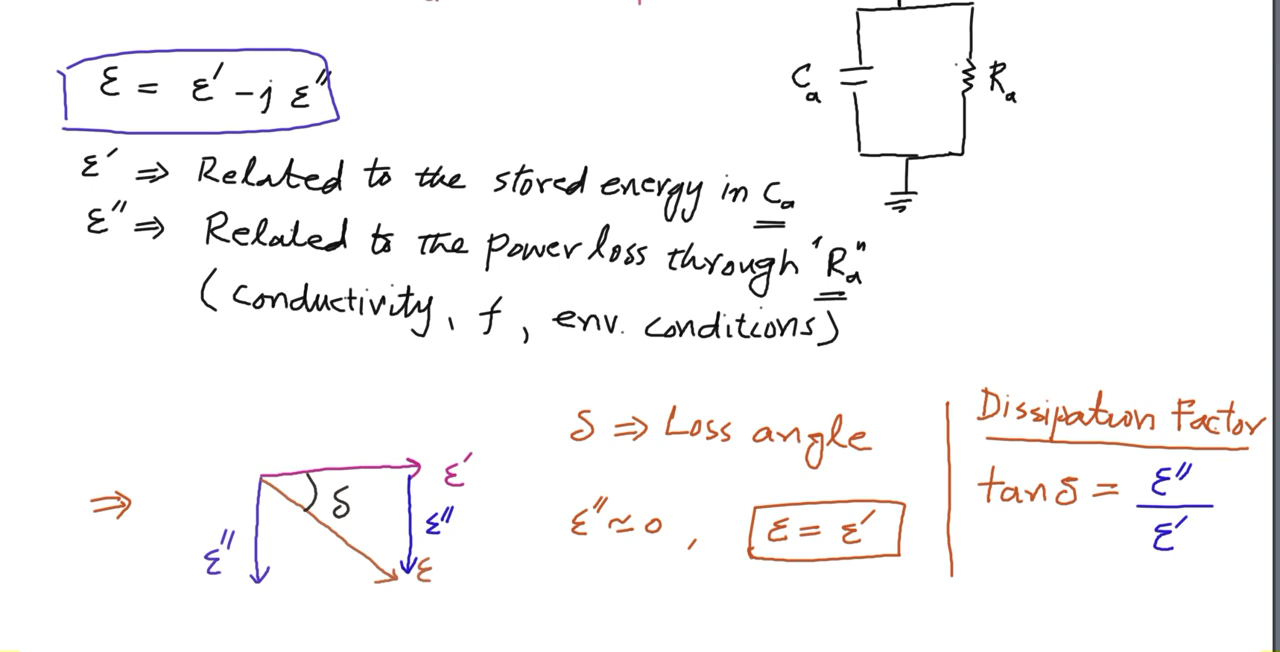 ε = ε′ - j ε″
Ca
Ra
ε′ ⇒ Related to the stored energy in Ca
ε″ ⇒ Related to the power loss through 'Ra"
(conductivity, f, env. conditions)
δ ⇒ Loss angle
Dissipation Factor
tan δ = ε″/ε′
⇒
ε′
δ
ε″
ε″
ε
ε″ ≃ 0, ε = ε′